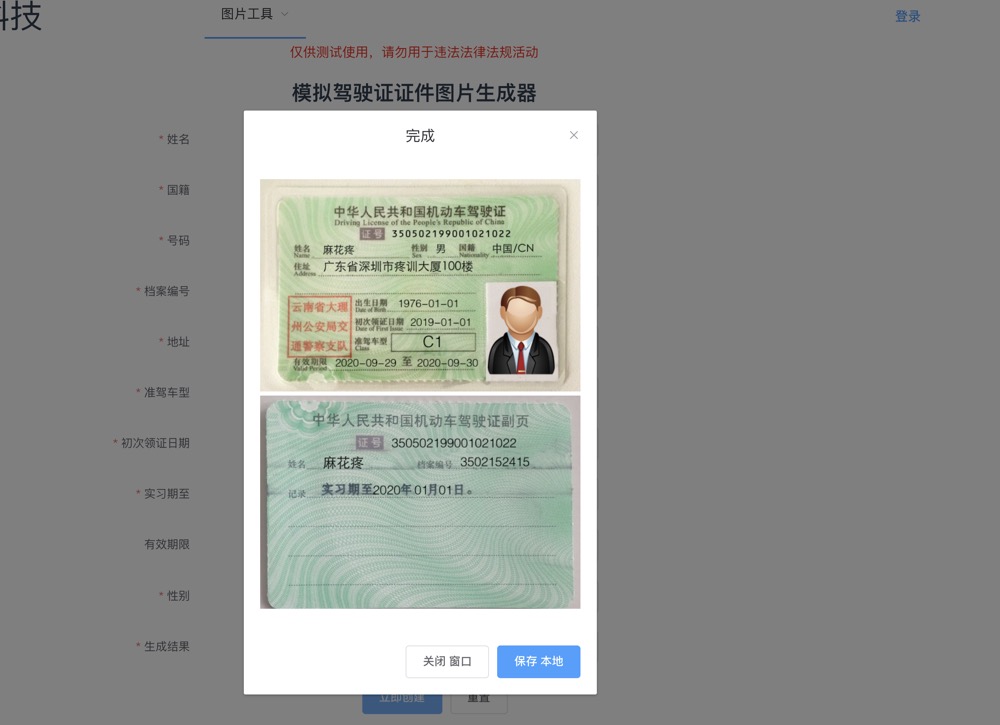 科技
图片工具
登录
仅供测试使用，请勿用于违法法律法规活动
模拟驾驶证证件图片生成器
完成
* 姓名
* 国籍
* 号码
* 档案编号
* 地址
* 准驾车型
* 初次领证日期
* 实习期至
有效期限
* 性别
* 生成结果
中华人民共和国机动车驾驶证
Driving License of the People's Republic of China
证号 350502199001021022
姓名 麻花疼 性别 男 国籍 中国/CN
Name Sex Nationality
住址 广东省深圳市疼训大厦100楼
Address
云南省大理
州公安局交
通警察支队
出生日期 1976-01-01
Date of Birth
初次领证日期 2019-01-01
Date of First Issue
准驾车型 C1
Class
有效期限 2020-09-29 至 2020-09-30
Valid Period
中华人民共和国机动车驾驶证副页
证号 350502199001021022
姓名 麻花疼 档案编号 3502152415
记录 实习期至2020年01月01日。
关闭 窗口
保存 本地
立即创建
重置